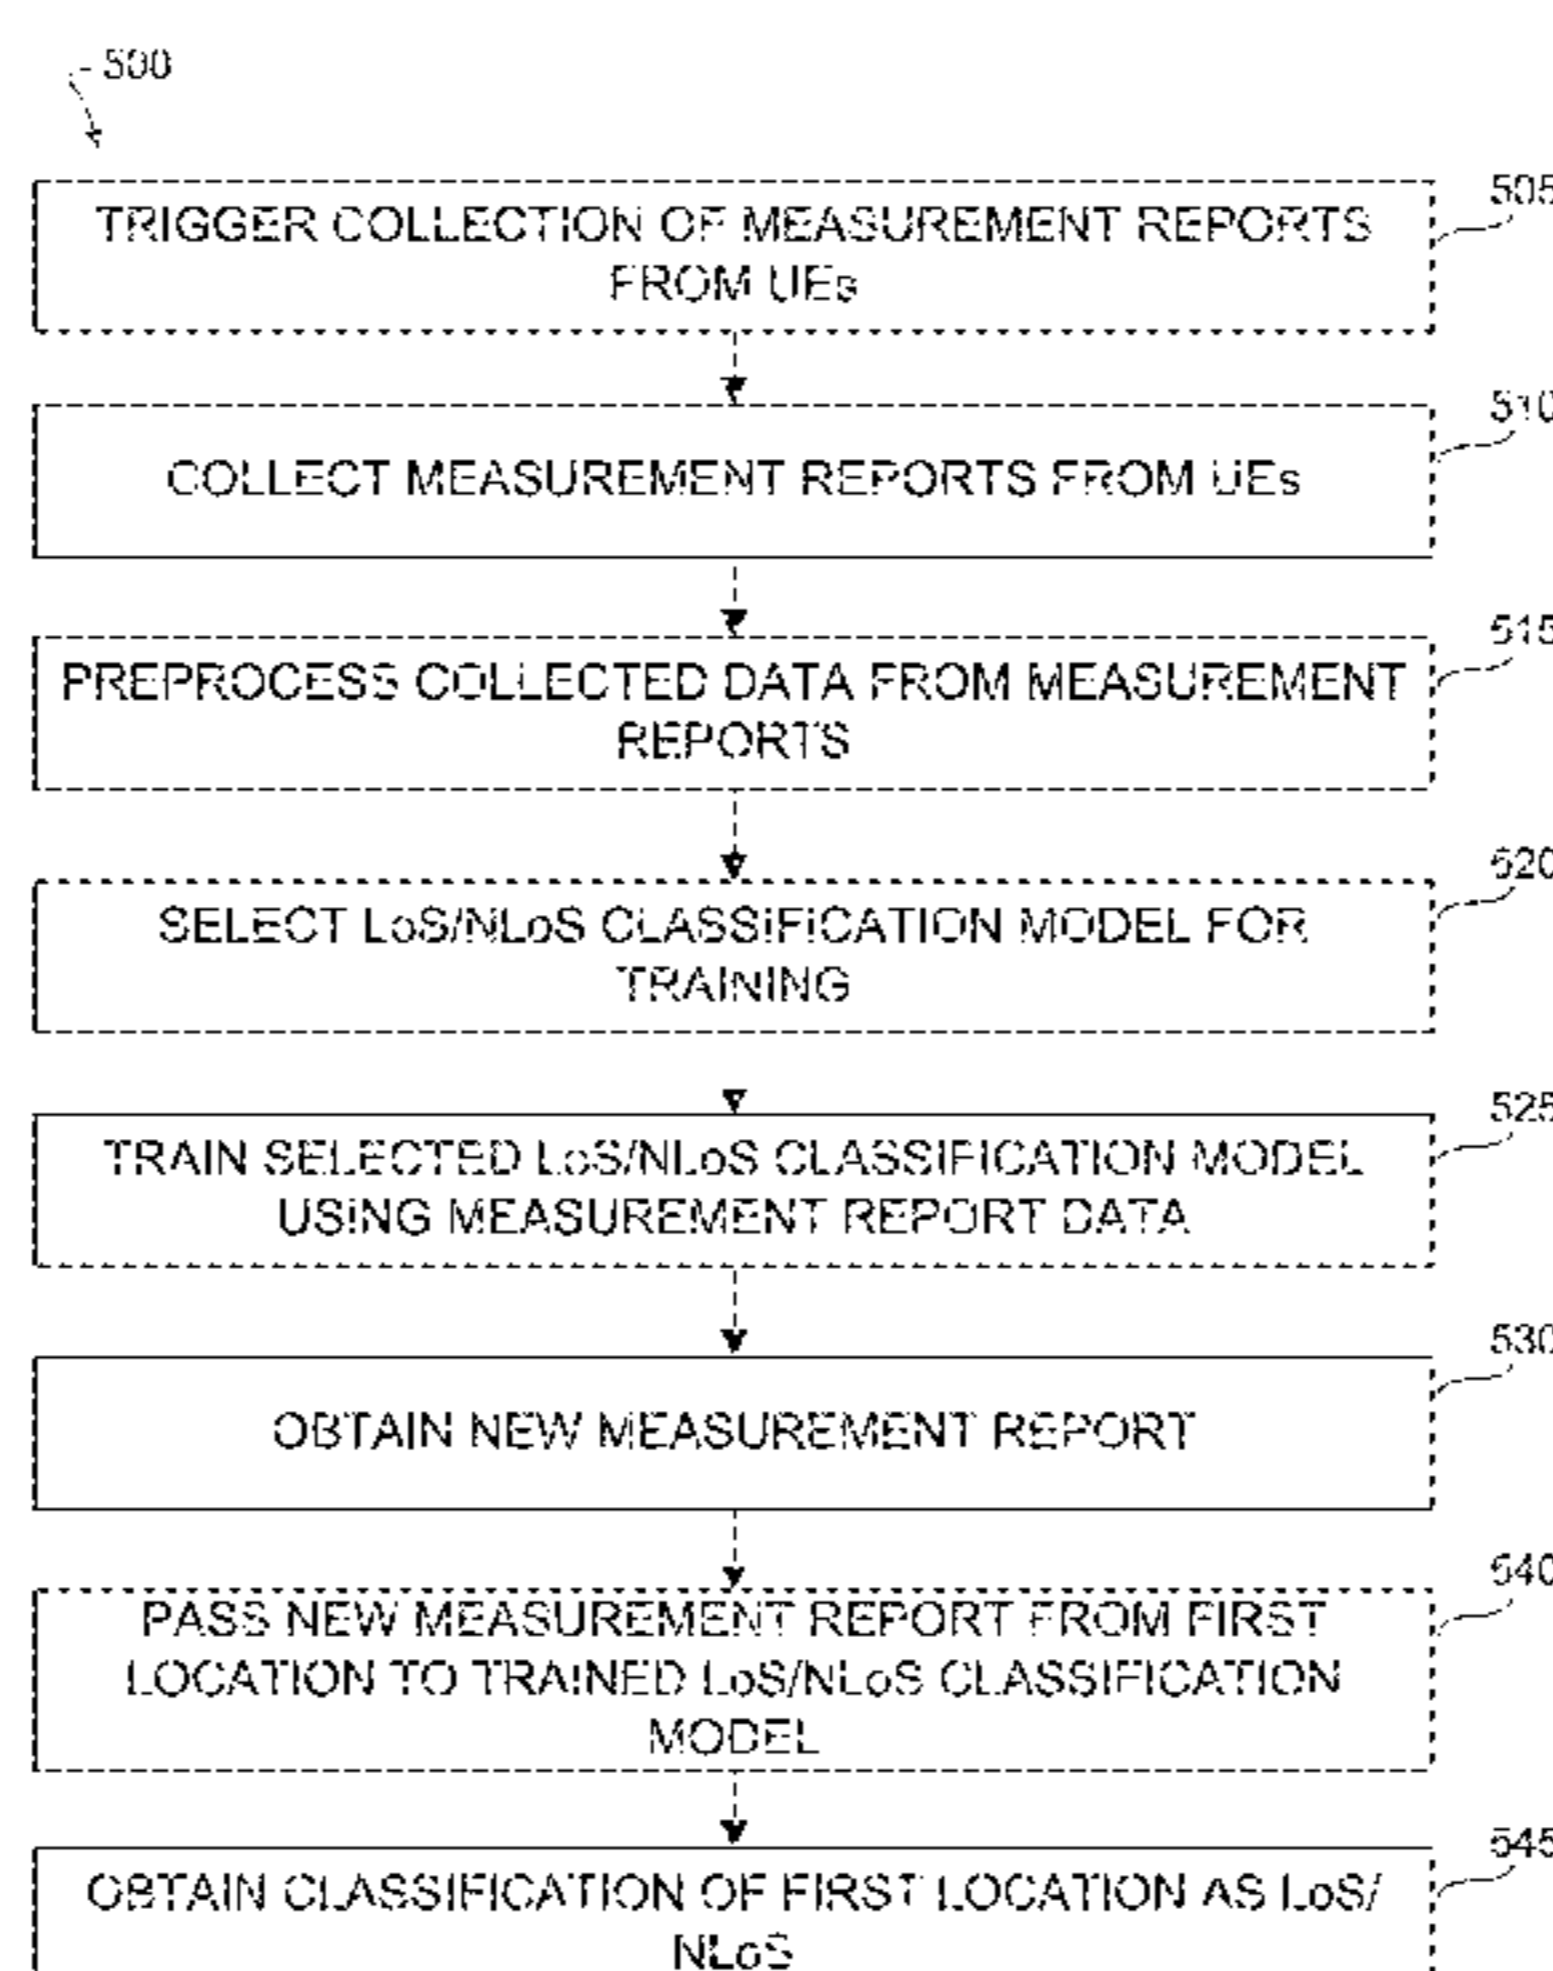 500
505
TRIGGER COLLECTION OF MEASUREMENT REPORTS
FROM UEs
510
COLLECT MEASUREMENT REPORTS FROM UEs
515
PREPROCESS COLLECTED DATA FROM MEASUREMENT
REPORTS
520
SELECT LoS/NLoS CLASSIFICATION MODEL FOR
TRAINING
525
TRAIN SELECTED LoS/NLoS CLASSIFICATION MODEL
USING MEASUREMENT REPORT DATA
530
OBTAIN NEW MEASUREMENT REPORT
540
PASS NEW MEASUREMENT REPORT FROM FIRST
LOCATION TO TRAINED LoS/NLoS CLASSIFICATION
MODEL
545
OBTAIN CLASSIFICATION OF FIRST LOCATION AS LoS/
NLoS